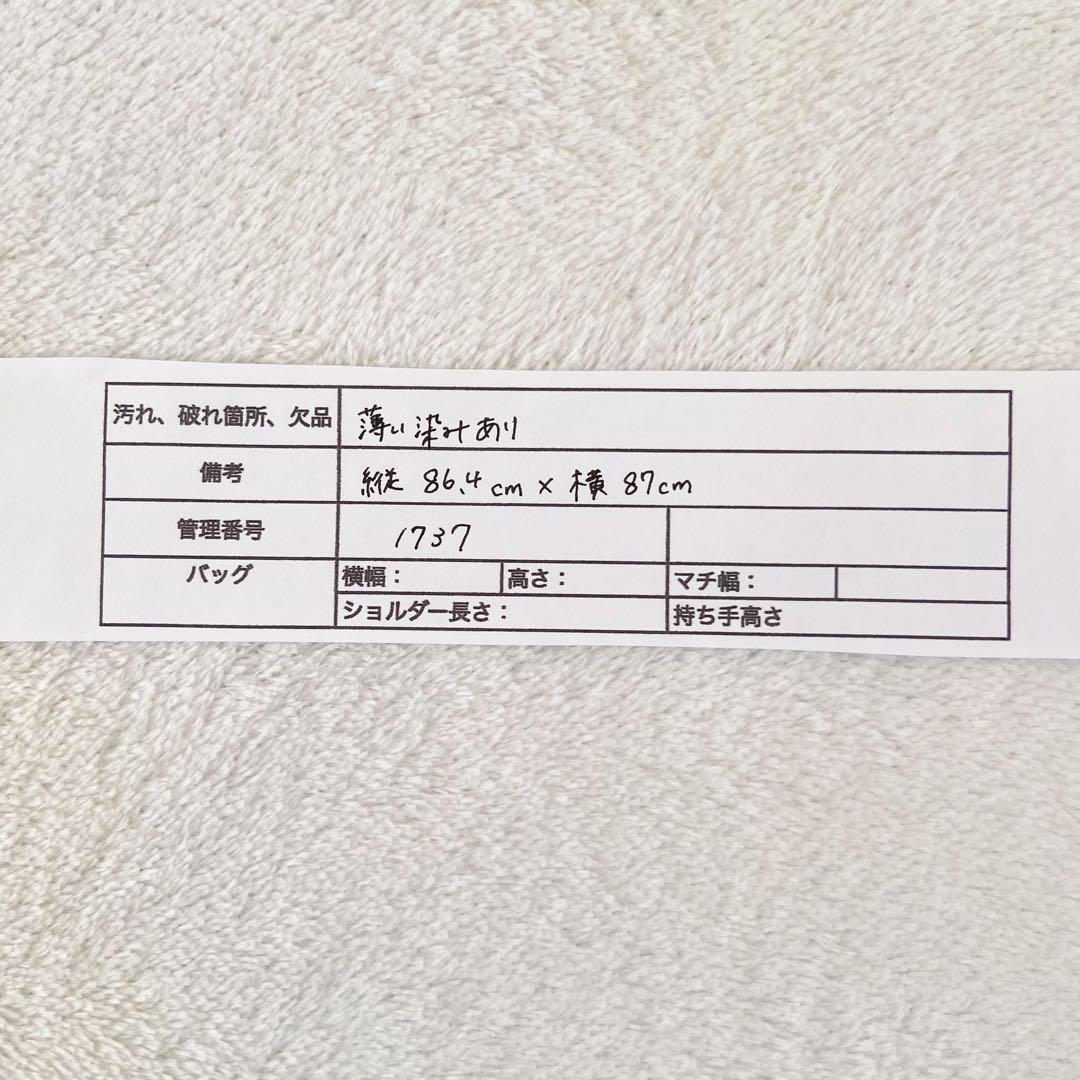 汚れ、破れ箇所、欠品 薄い染みあり
備考 縦 86.4cm × 横 87cm
管理番号 1737
バッグ 横幅： 高さ： マチ幅：
ショルダー長さ： 持ち手高さ